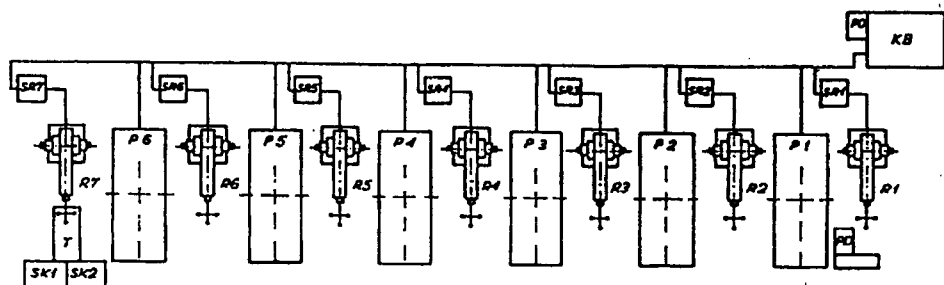 PO KB
SR7 SR6 SR5 SR4 SR3 SR2 SR1
P6 P5 P4 P3 P2 P1
R7 R6 R5 R4 R3 R2 R1
T PO
SK1 SK2